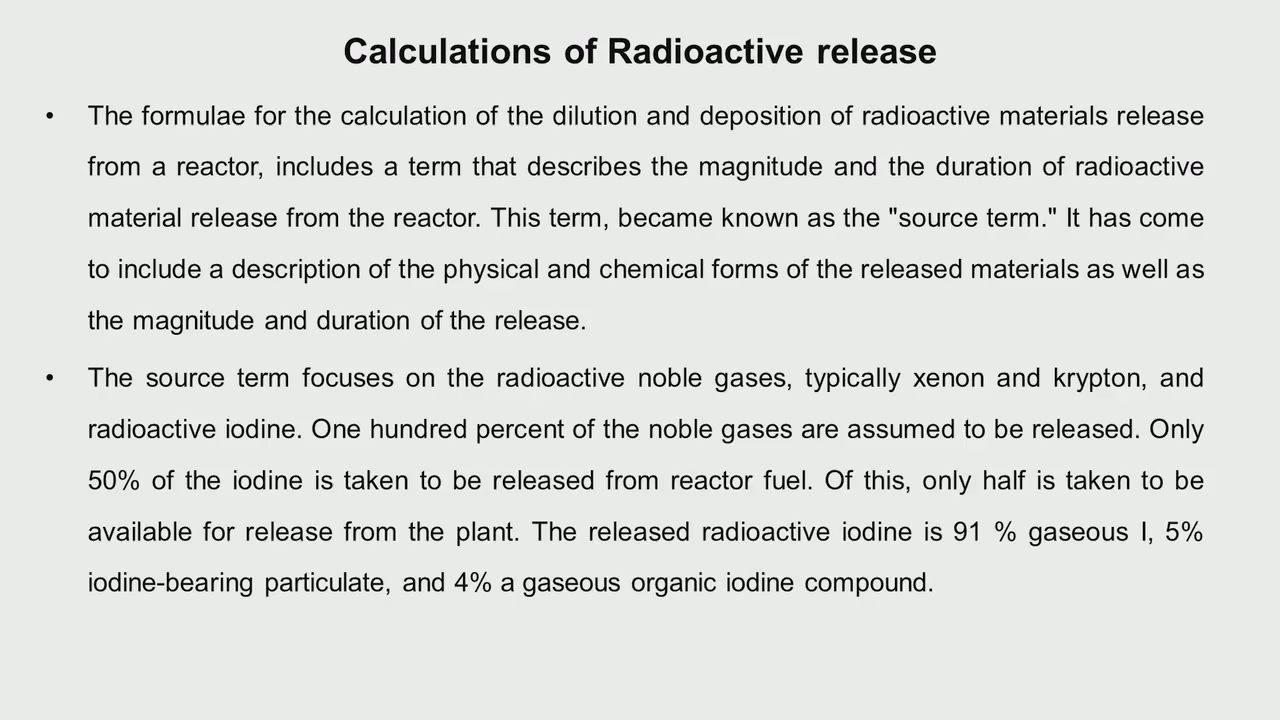 Calculations of Radioactive release
• The formulae for the calculation of the dilution and deposition of radioactive materials release
from a reactor, includes a term that describes the magnitude and the duration of radioactive
material release from the reactor. This term, became known as the "source term." It has come
to include a description of the physical and chemical forms of the released materials as well as
the magnitude and duration of the release.
• The source term focuses on the radioactive noble gases, typically xenon and krypton, and
radioactive iodine. One hundred percent of the noble gases are assumed to be released. Only
50% of the iodine is taken to be released from reactor fuel. Of this, only half is taken to be
available for release from the plant. The released radioactive iodine is 91 % gaseous I, 5%
iodine-bearing particulate, and 4% a gaseous organic iodine compound.